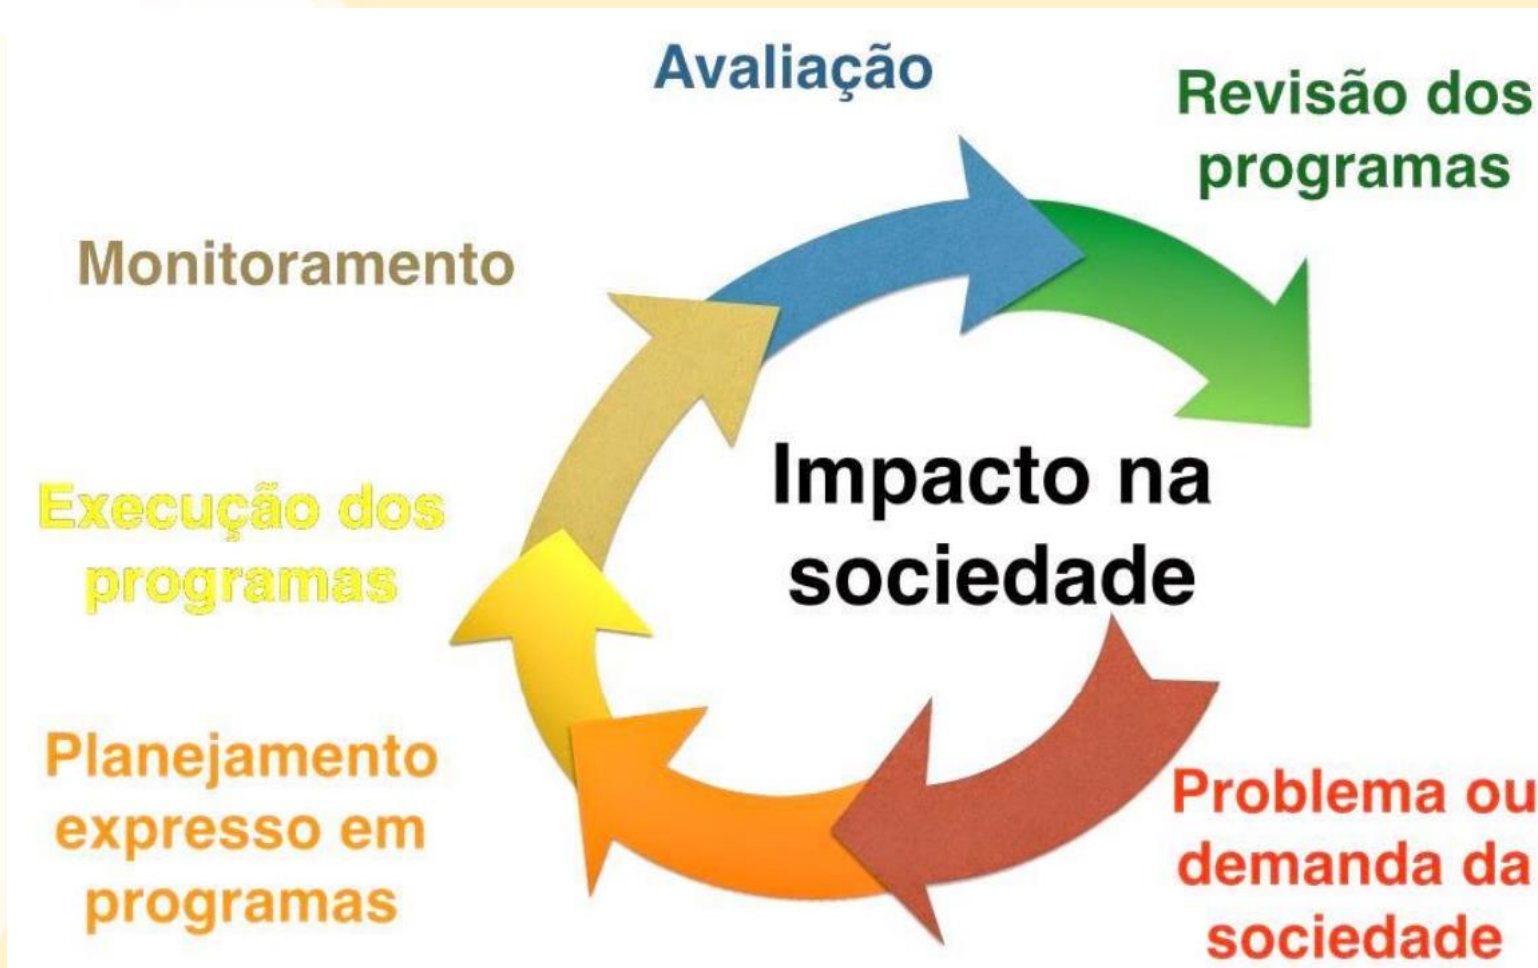 Avaliação
Revisão dos
programas
Monitoramento
Impacto na
sociedade
Execução dos
programas
Planejamento
expresso em
programas
Problema ou
demanda da
sociedade